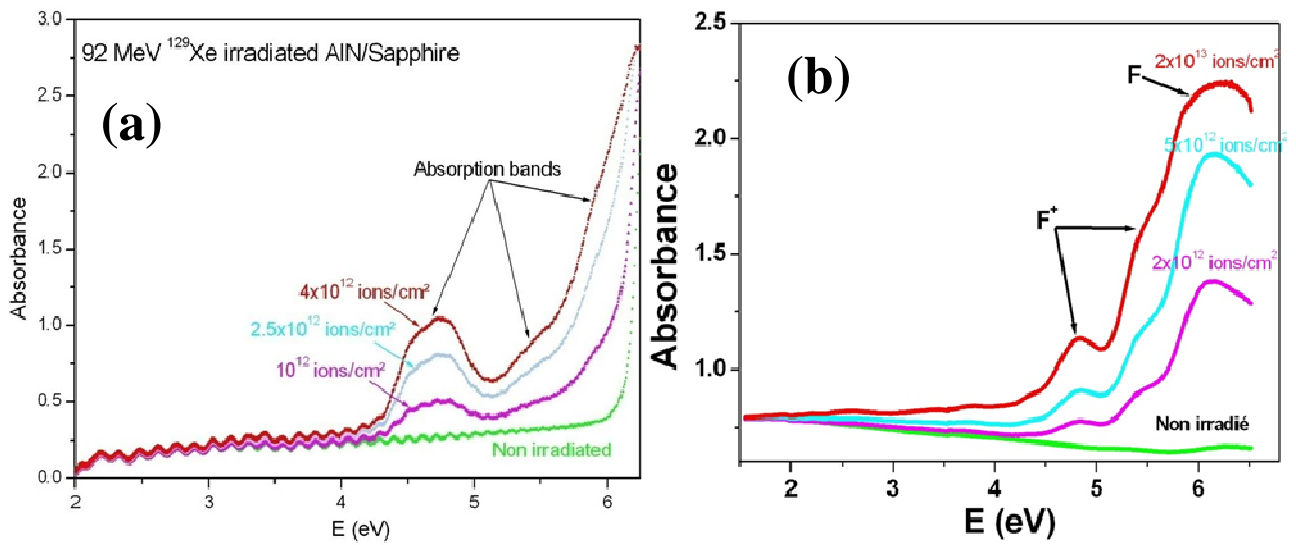 3.0
2.5
2.0
1.5
1.0
0.5
0.0
Absorbance
92 MeV ¹²⁹Xe irradiated AlN/Sapphire
(a)
Absorption bands
4x10¹² ions/cm²
2.5x10¹² ions/cm²
10¹² ions/cm²
Non irradiated
2 3 4 5 6
E (eV)
2.5
2.0
1.5
1.0
Absorbance
(b)
2x10¹³ ions/cm²
F
5x10¹² ions/cm²
F⁺
2x10¹² ions/cm²
Non irradié
2 3 4 5 6
E (eV)